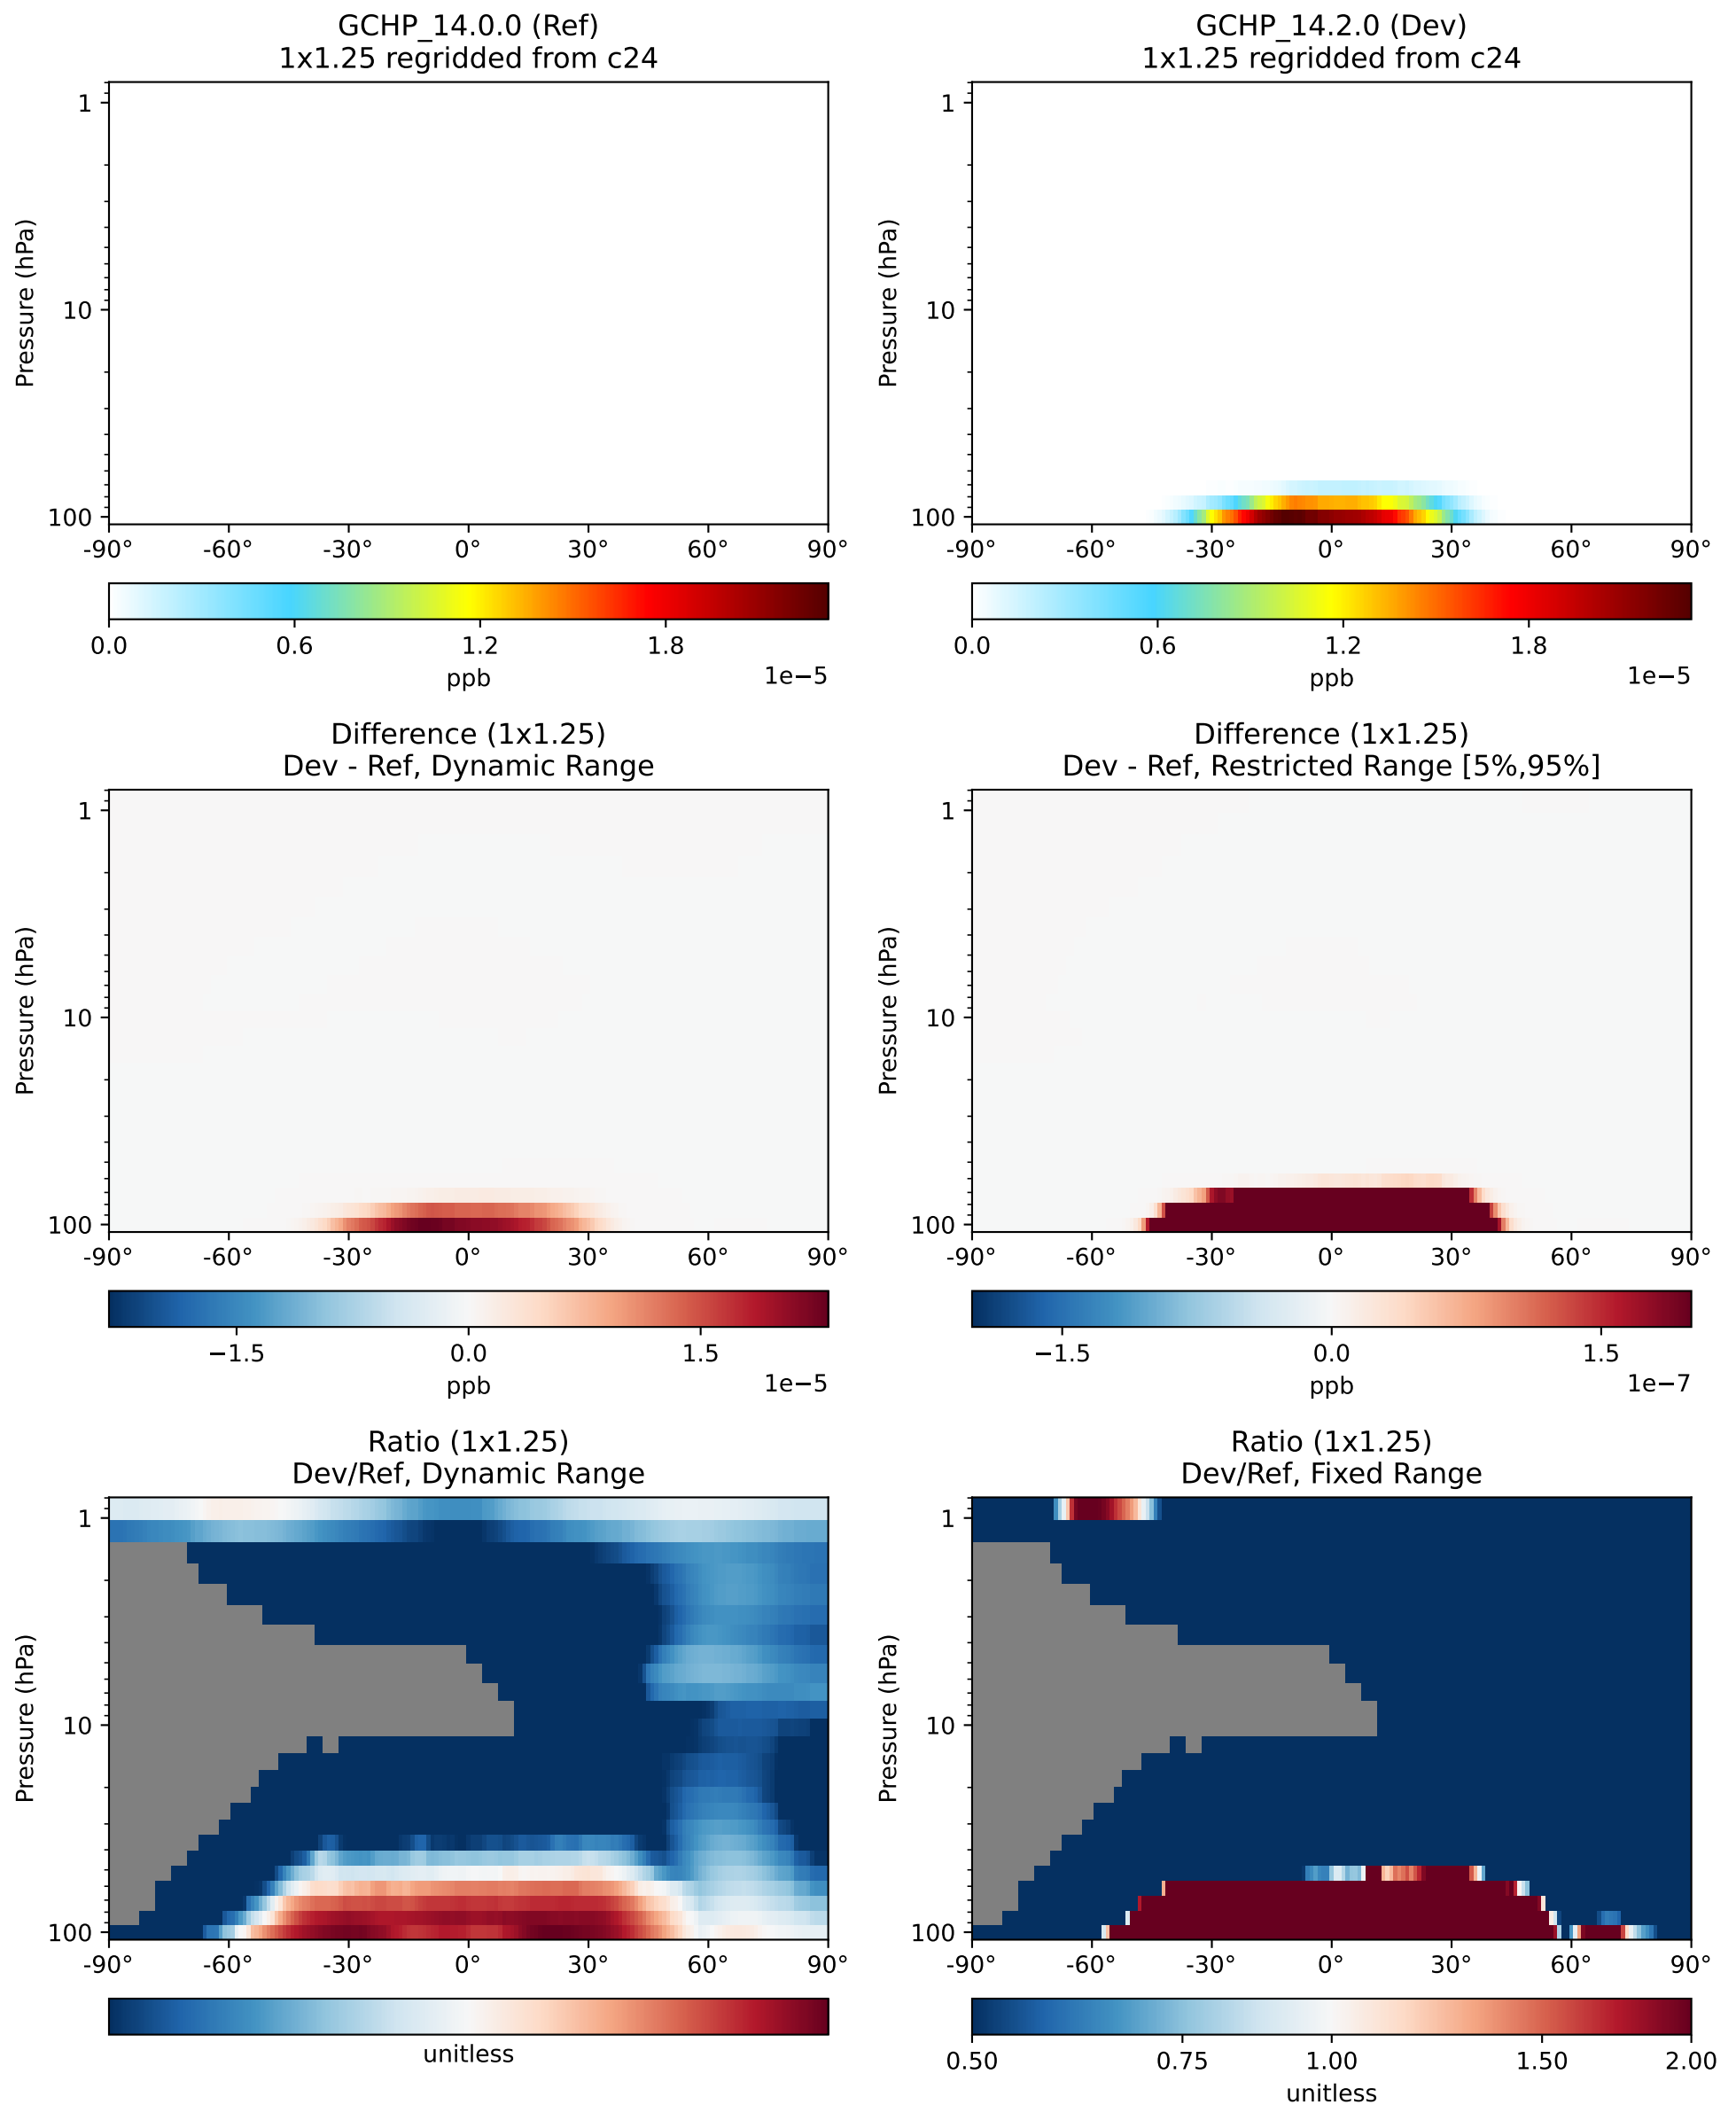 GCHP_14.0.0 (Ref)
1x1.25 regridded from c24
Pressure (hPa)
1
10
100
-90° -60° -30° 0° 30° 60° 90°
0.0 0.6 1.2 1.8
1e−5
ppb
GCHP_14.2.0 (Dev)
1x1.25 regridded from c24
Pressure (hPa)
1
10
100
-90° -60° -30° 0° 30° 60° 90°
0.0 0.6 1.2 1.8
1e−5
ppb
Difference (1x1.25)
Dev - Ref, Dynamic Range
Pressure (hPa)
1
10
100
-90° -60° -30° 0° 30° 60° 90°
−1.5 0.0 1.5
1e−5
ppb
Difference (1x1.25)
Dev - Ref, Restricted Range [5%,95%]
Pressure (hPa)
1
10
100
-90° -60° -30° 0° 30° 60° 90°
−1.5 0.0 1.5
1e−7
ppb
Ratio (1x1.25)
Dev/Ref, Dynamic Range
Pressure (hPa)
1
10
100
-90° -60° -30° 0° 30° 60° 90°
unitless
Ratio (1x1.25)
Dev/Ref, Fixed Range
Pressure (hPa)
1
10
100
-90° -60° -30° 0° 30° 60° 90°
0.50 0.75 1.00 1.50 2.00
unitless